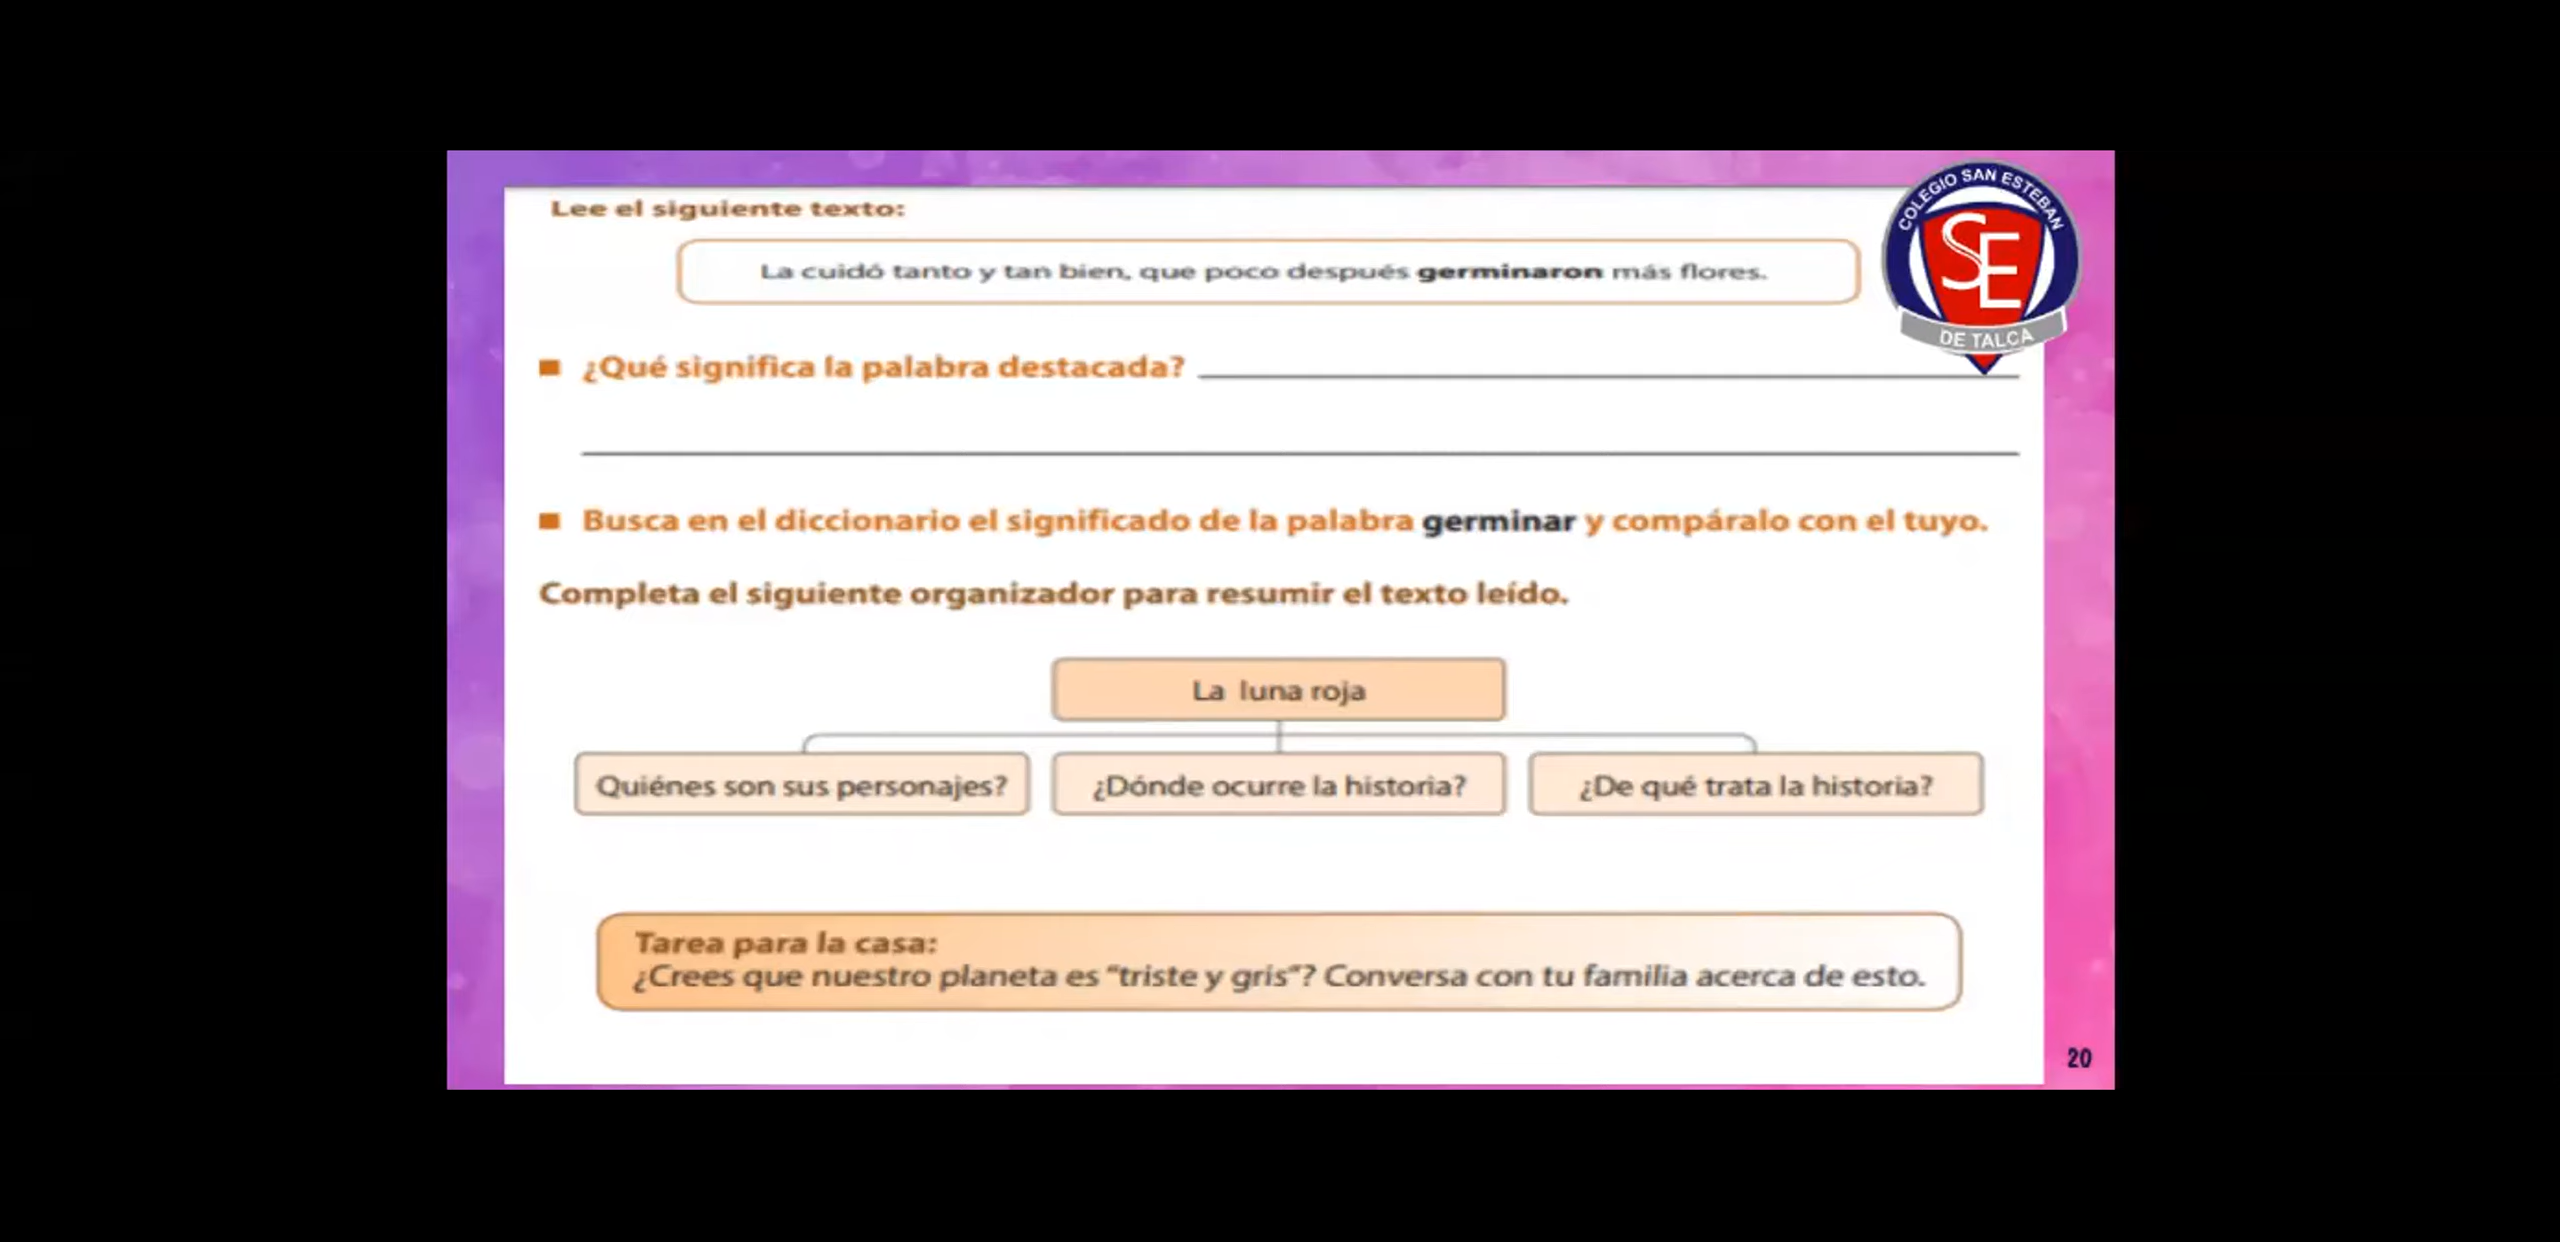 COLEGIO SAN ESTEBAN
SE
DE TALCA
Lee el siguiente texto:
La cuidó tanto y tan bien, que poco después germinaron más flores.
¿Qué significa la palabra destacada?
Busca en el diccionario el significado de la palabra germinar y compáralo con el tuyo.
Completa el siguiente organizador para resumir el texto leído.
La luna roja
Quiénes son sus personajes?
¿Dónde ocurre la historia?
¿De qué trata la historia?
Tarea para la casa:
¿Crees que nuestro planeta es "triste y gris"? Conversa con tu familia acerca de esto.
20